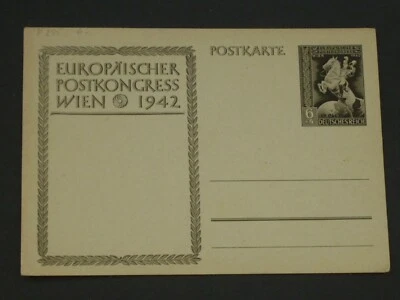 EUROPÄISCHER
POSTKONGRESS
WIEN 1942
POSTKARTE
6
DEUTSCHES REICH